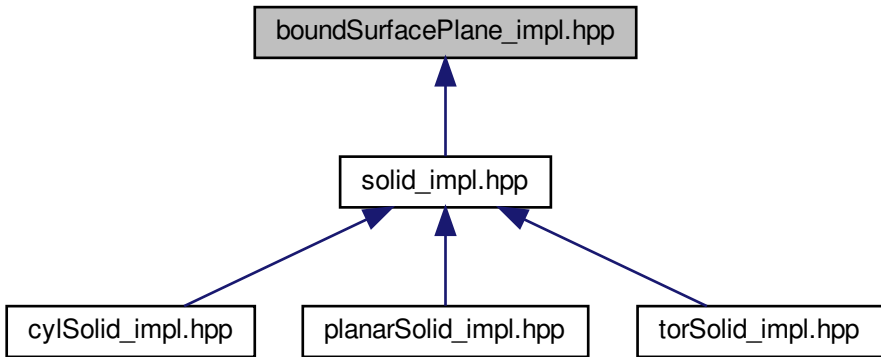 boundSurfacePlane_impl.hpp
solid_impl.hpp
cylSolid_impl.hpp
planarSolid_impl.hpp
torSolid_impl.hpp